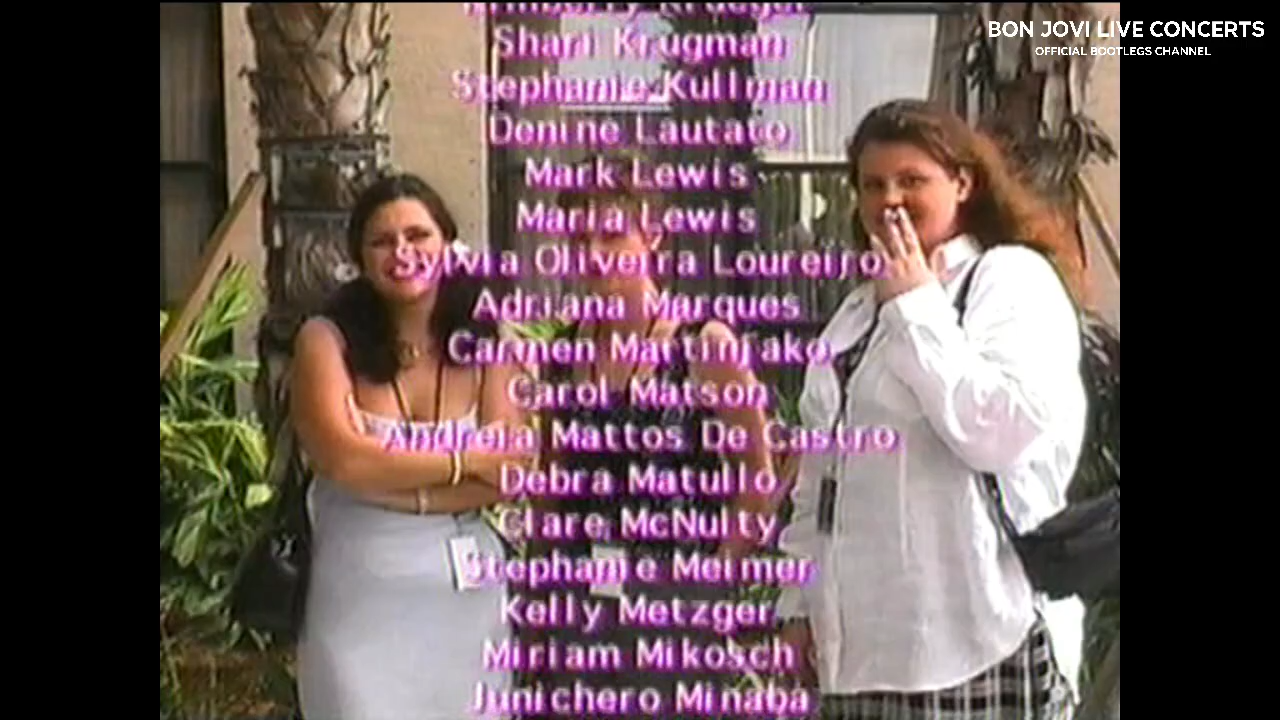 BON JOVI LIVE CONCERTS
OFFICIAL BOOTLEGS CHANNEL
Kimberly Krueger
Shari Krugman
Stephanie Kullman
Denine Lautato
Mark Lewis
Maria Lewis
Sylvia Oliveira Loureiro
Adriana Marques
Carmen Martinjako
Carol Matson
Andreia Mattos De Castro
Debra Matullo
Clare McNulty
Stephanie Meimer
Kelly Metzger
Miriam Mikosch
Junichero Minaba